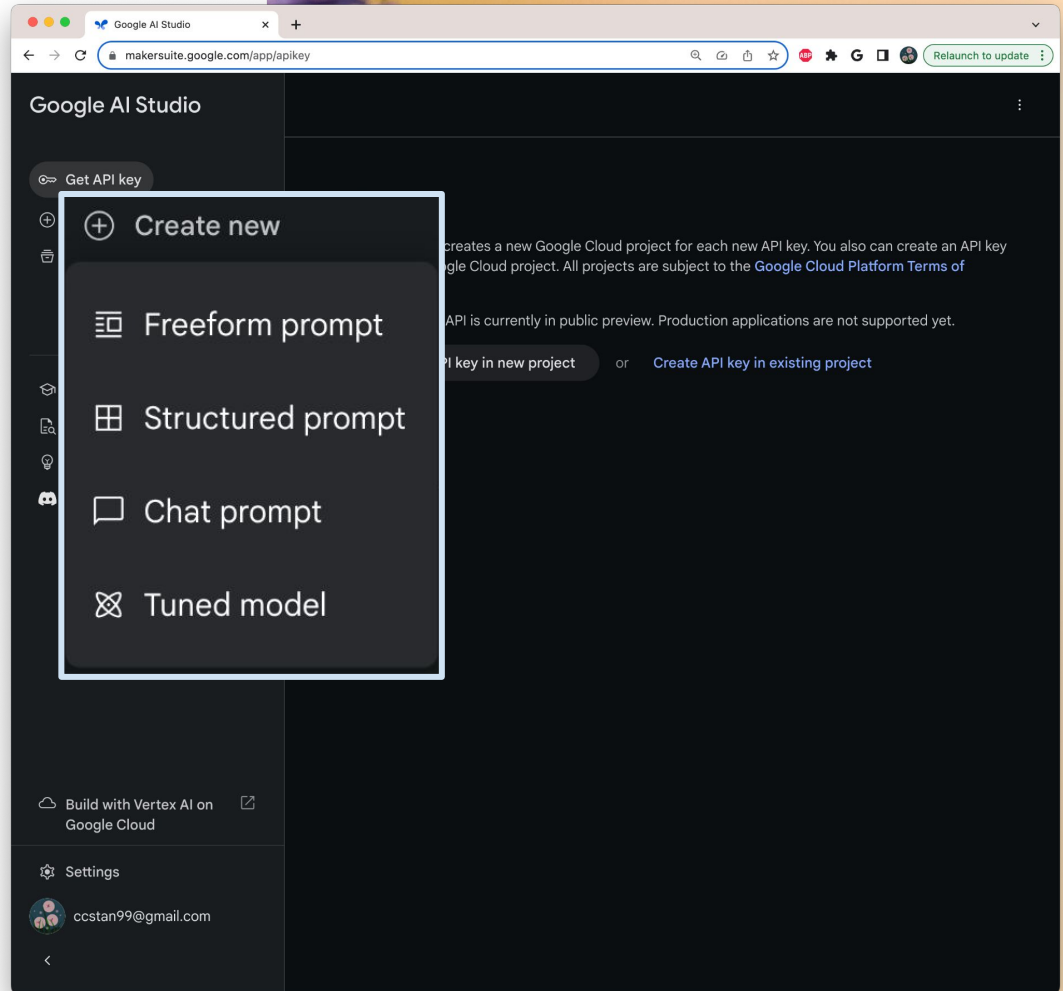 Google AI Studio
makersuite.google.com/app/apikey
ABP
G
Relaunch to update
Google AI Studio
Get API key
Create new
Freeform prompt
Structured prompt
Chat prompt
Tuned model
creates a new Google Cloud project for each new API key. You also can create an API key
gle Cloud project. All projects are subject to the Google Cloud Platform Terms of
API is currently in public preview. Production applications are not supported yet.
I key in new project or Create API key in existing project
Build with Vertex AI on
Google Cloud
Settings
ccstan99@gmail.com